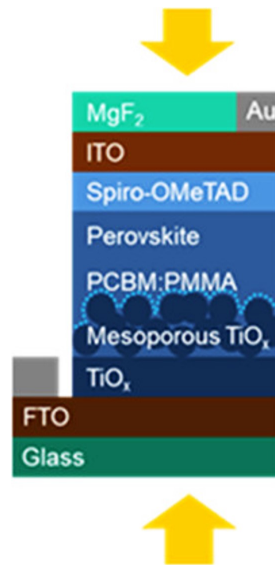 MgF₂ Au
ITO
Spiro-OMeTAD
Perovskite
PCBM:PMMA
Mesoporous TiOₓ
TiOₓ
FTO
Glass